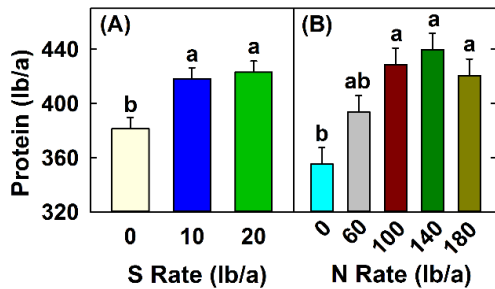 (A)
(B)
Protein (lb/a)
440
400
360
320
b
a
a
b
ab
a
a
a
0
10
20
0
60
100
140
180
S Rate (lb/a)
N Rate (lb/a)